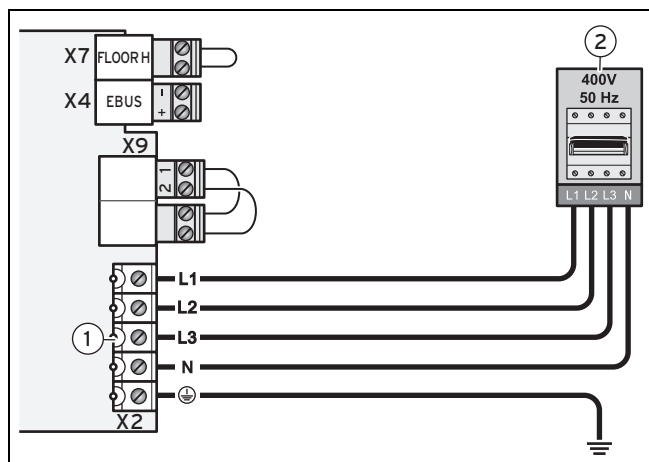 X7 FLOOR H
X4 EBUS
- +
X9
2 1
L1
L2
L3
N
X2
1
2
400V
50 Hz
L1 L2 L3 N